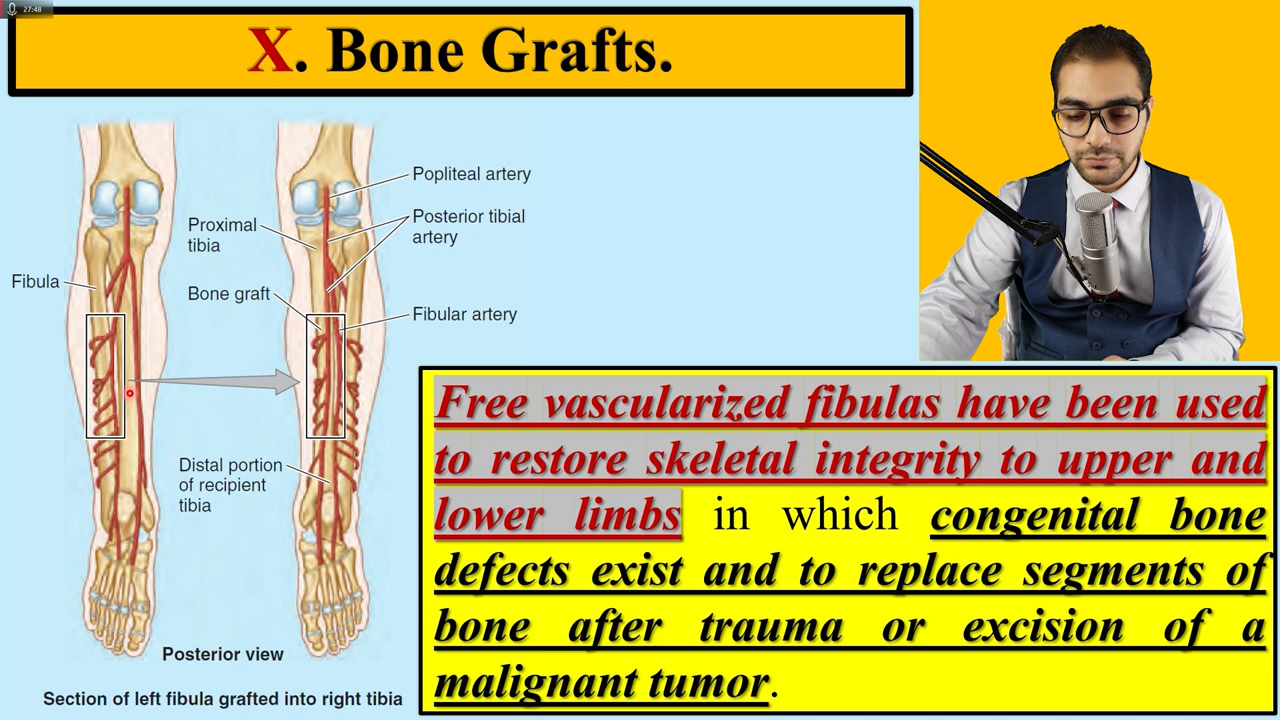 27:48
X. Bone Grafts.
Popliteal artery
Proximal
tibia
Posterior tibial
artery
Fibula
Bone graft
Fibular artery
Distal portion
of recipient
tibia
Posterior view
Section of left fibula grafted into right tibia
Free vascularized fibulas have been used
to restore skeletal integrity to upper and
lower limbs in which congenital bone
defects exist and to replace segments of
bone after trauma or excision of a
malignant tumor.